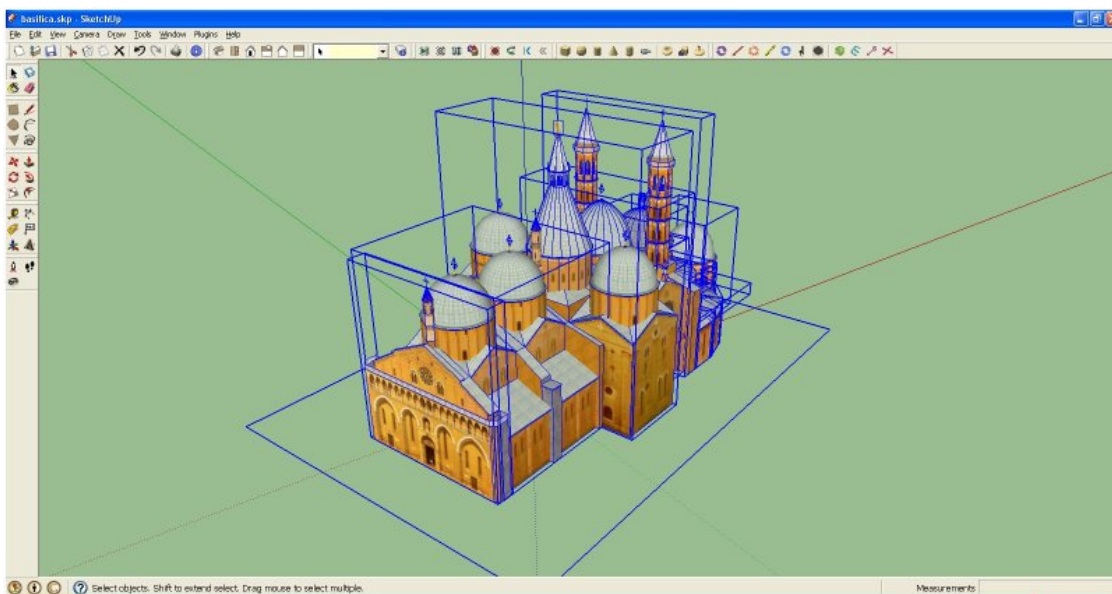 basilica.skp - SketchUp
File Edit View Camera Draw Tools Window Plugins Help
Select objects. Shift to extend select. Drag mouse to select multiple.
Measurements